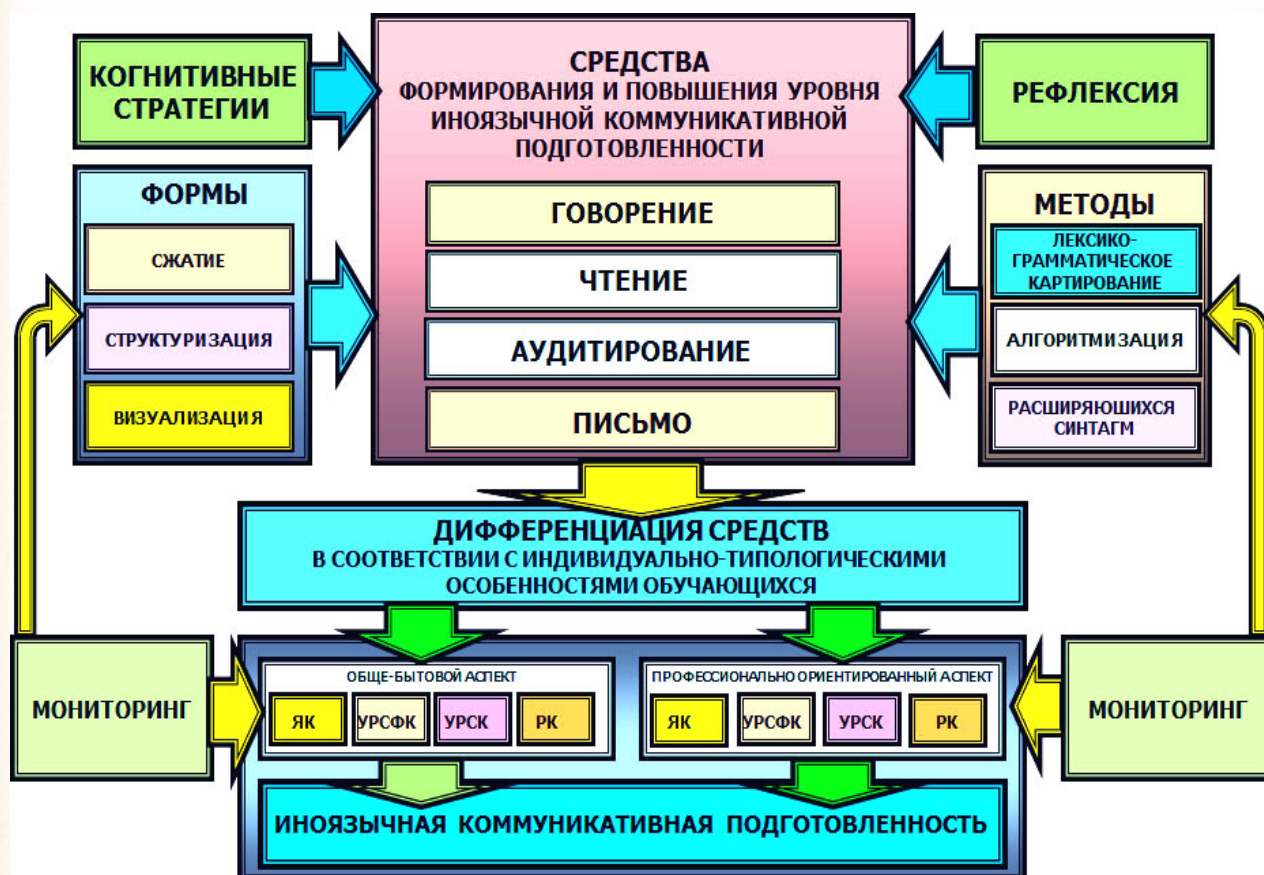 КОГНИТИВНЫЕ
СТРАТЕГИИ
СРЕДСТВА
ФОРМИРОВАНИЯ И ПОВЫШЕНИЯ УРОВНЯ
ИНОЯЗЫЧНОЙ КОММУНИКАТИВНОЙ
ПОДГОТОВЛЕННОСТИ
РЕФЛЕКСИЯ
ФОРМЫ
СЖАТИЕ
СТРУКТУРИЗАЦИЯ
ВИЗУАЛИЗАЦИЯ
ГОВОРЕНИЕ
ЧТЕНИЕ
АУДИТИРОВАНИЕ
ПИСЬМО
МЕТОДЫ
ЛЕКСИКО-
ГРАММАТИЧЕСКОЕ
КАРТИРОВАНИЕ
АЛГОРИТМИЗАЦИЯ
РАСШИРЯЮШИХСЯ
СИНТАГМ
ДИФФЕРЕНЦИАЦИЯ СРЕДСТВ
В СООТВЕТСТВИИ С ИНДИВИДУАЛЬНО-ТИПОЛОГИЧЕСКИМИ
ОСОБЕННОСТЯМИ ОБУЧАЮЩИХСЯ
МОНИТОРИНГ
ОБЩЕ-БЫТОВОЙ АСПЕКТ
ЯК УРСФК УРСК РК
ПРОФЕССИОНАЛЬНО ОРИЕНТИРОВАННЫЙ АСПЕКТ
ЯК УРСФК УРСК РК
МОНИТОРИНГ
ИНОЯЗЫЧНАЯ КОММУНИКАТИВНАЯ ПОДГОТОВЛЕННОСТЬ